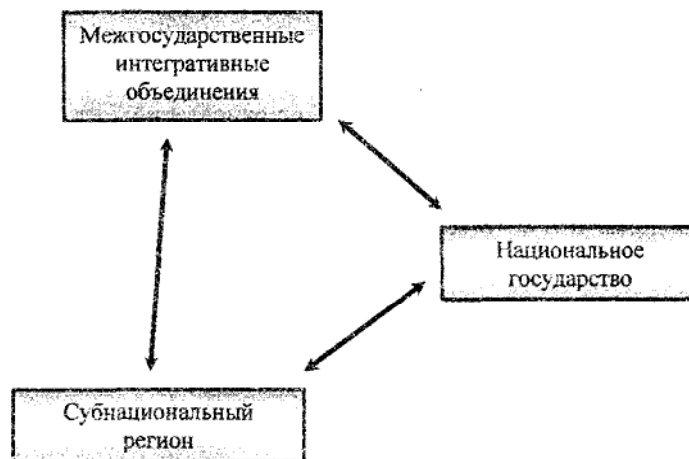 Межгосударственные
интегративные
объединения
Национальное
государство
Субнациональный
регион